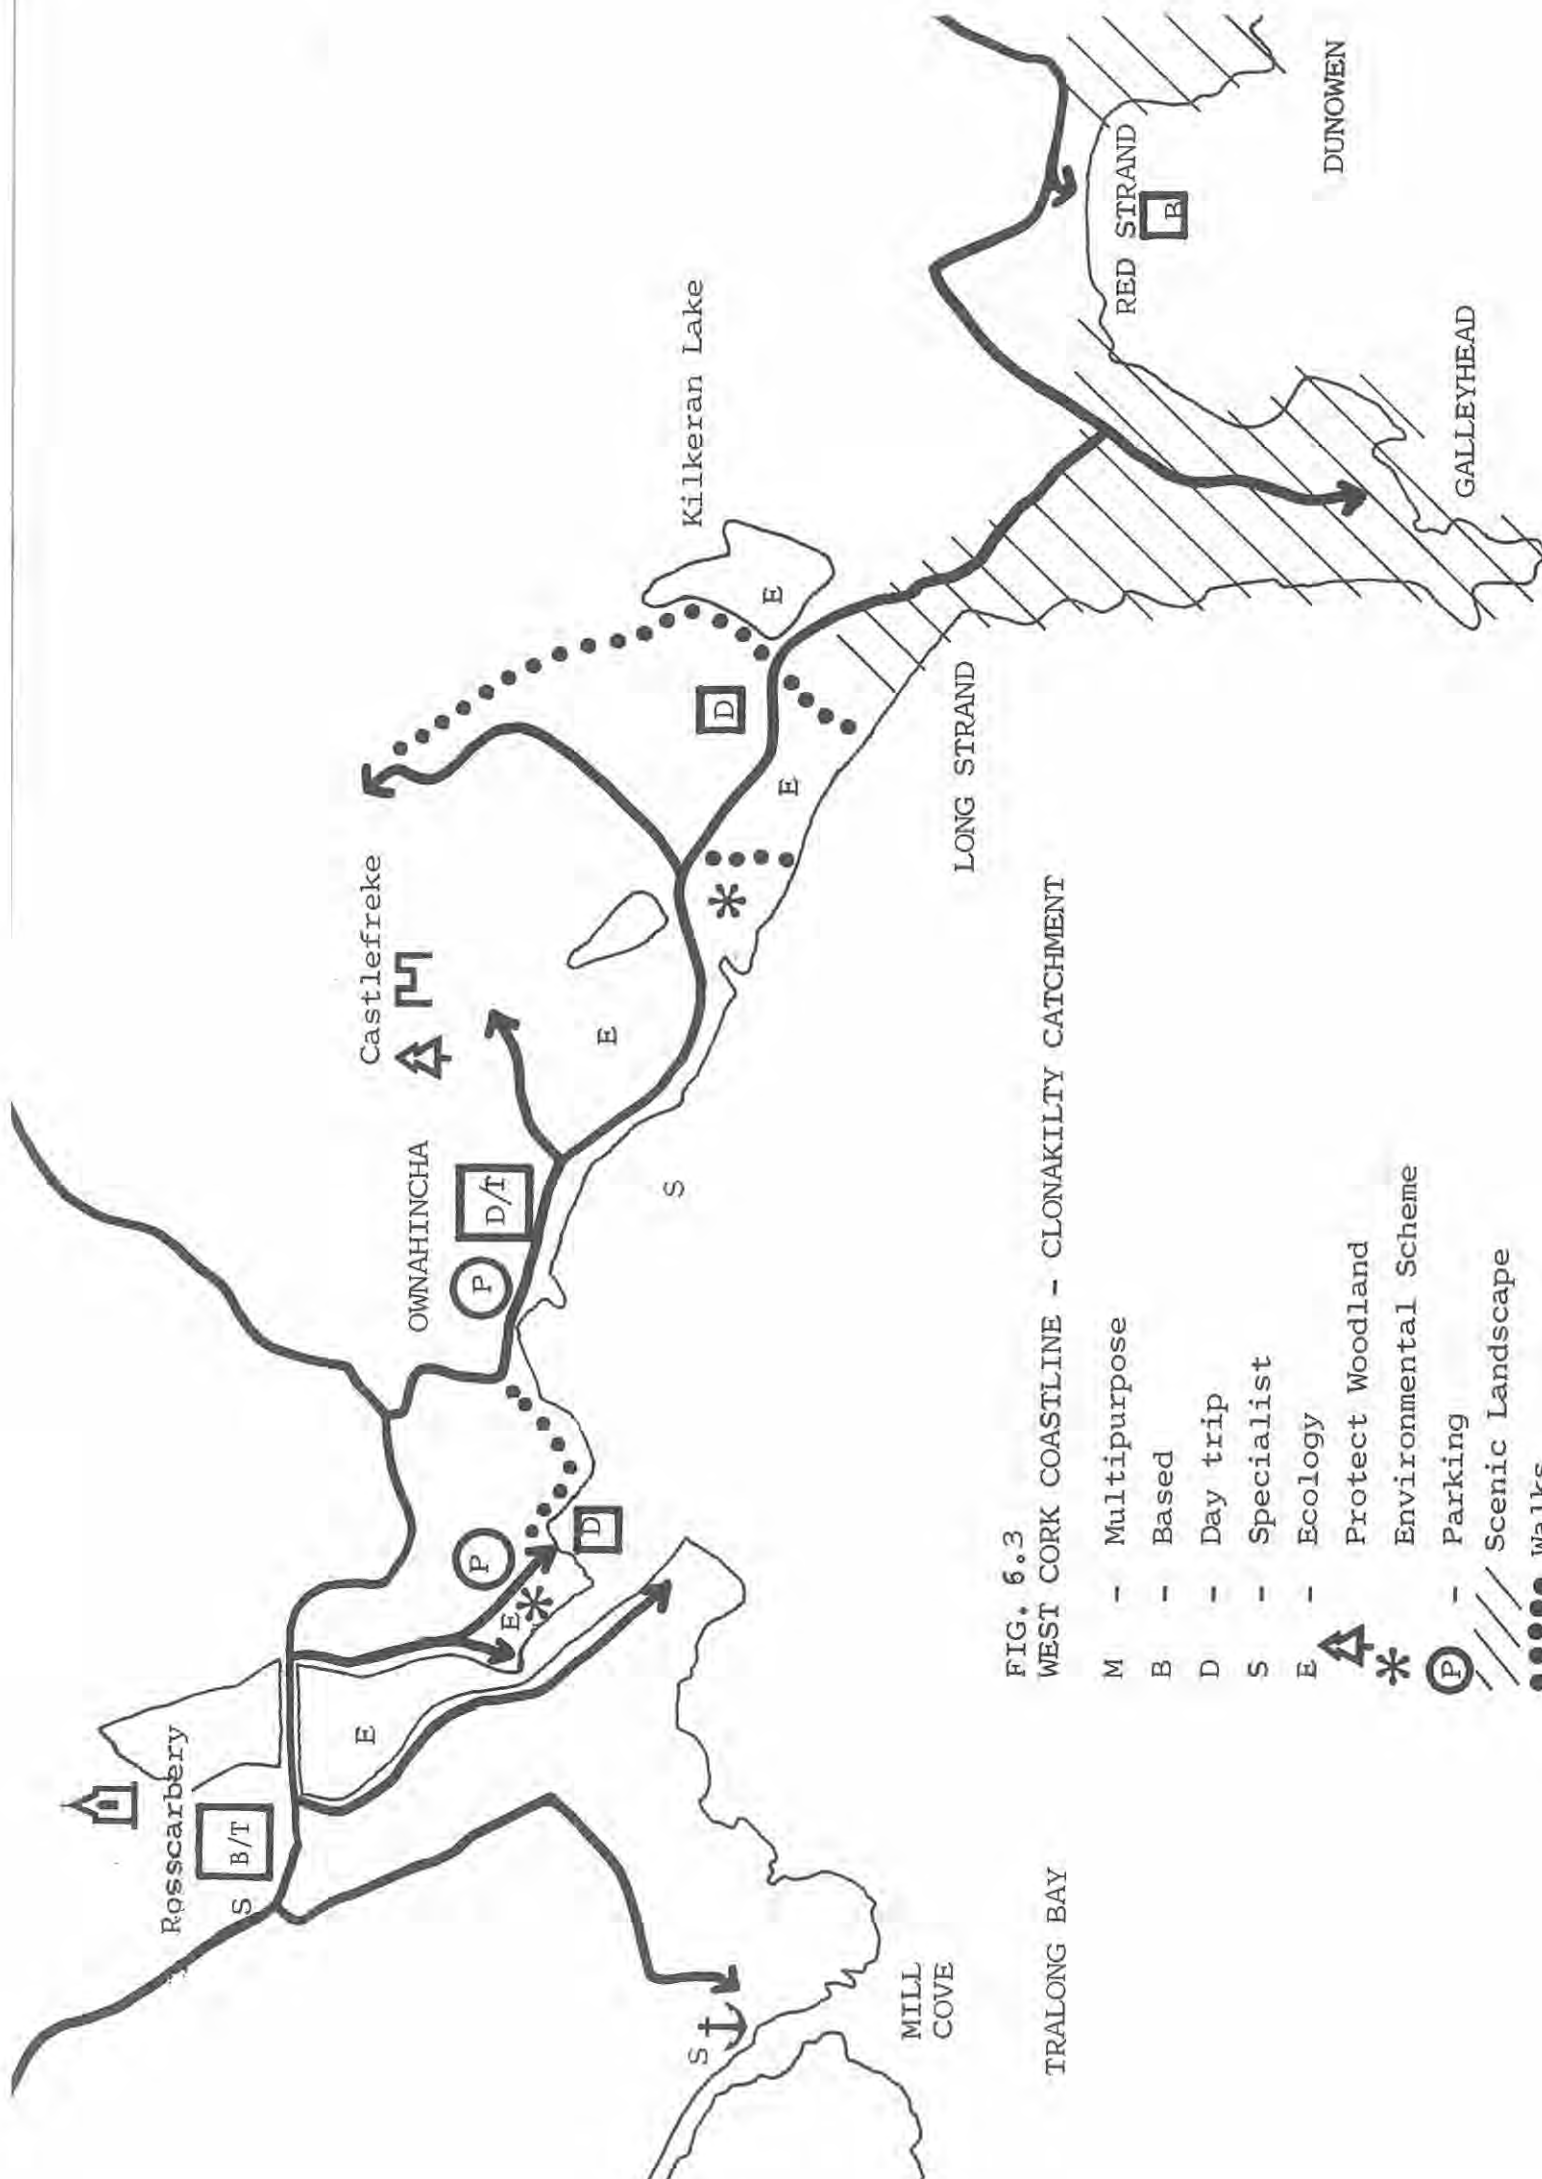 Rosscarbery
B/T
S
E
S
MILL
COVE
TRALONG BAY
P
E
D
OWNAHINCHA
P
D/T
S
Castlefreke
E
E
D
Kilkeran Lake
E
LONG STRAND
RED STRAND
B
GALLEYHEAD
DUNOWEN
FIG. 6.3
WEST CORK COASTLINE - CLONAKILTY CATCHMENT
M - Multipurpose
B - Based
D - Day trip
S - Specialist
E - Ecology
Protect Woodland
Environmental Scheme
P - Parking
Scenic Landscape
Walks